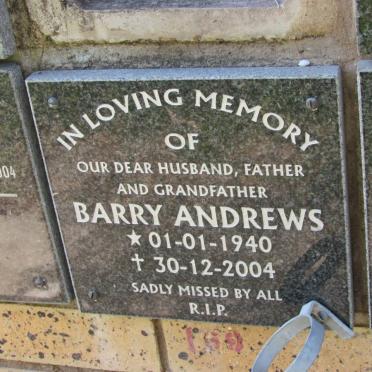 IN LOVING MEMORY
OF
OUR DEAR HUSBAND, FATHER
AND GRANDFATHER
BARRY ANDREWS
★ 01-01-1940
✝ 30-12-2004
SADLY MISSED BY ALL
R.I.P.